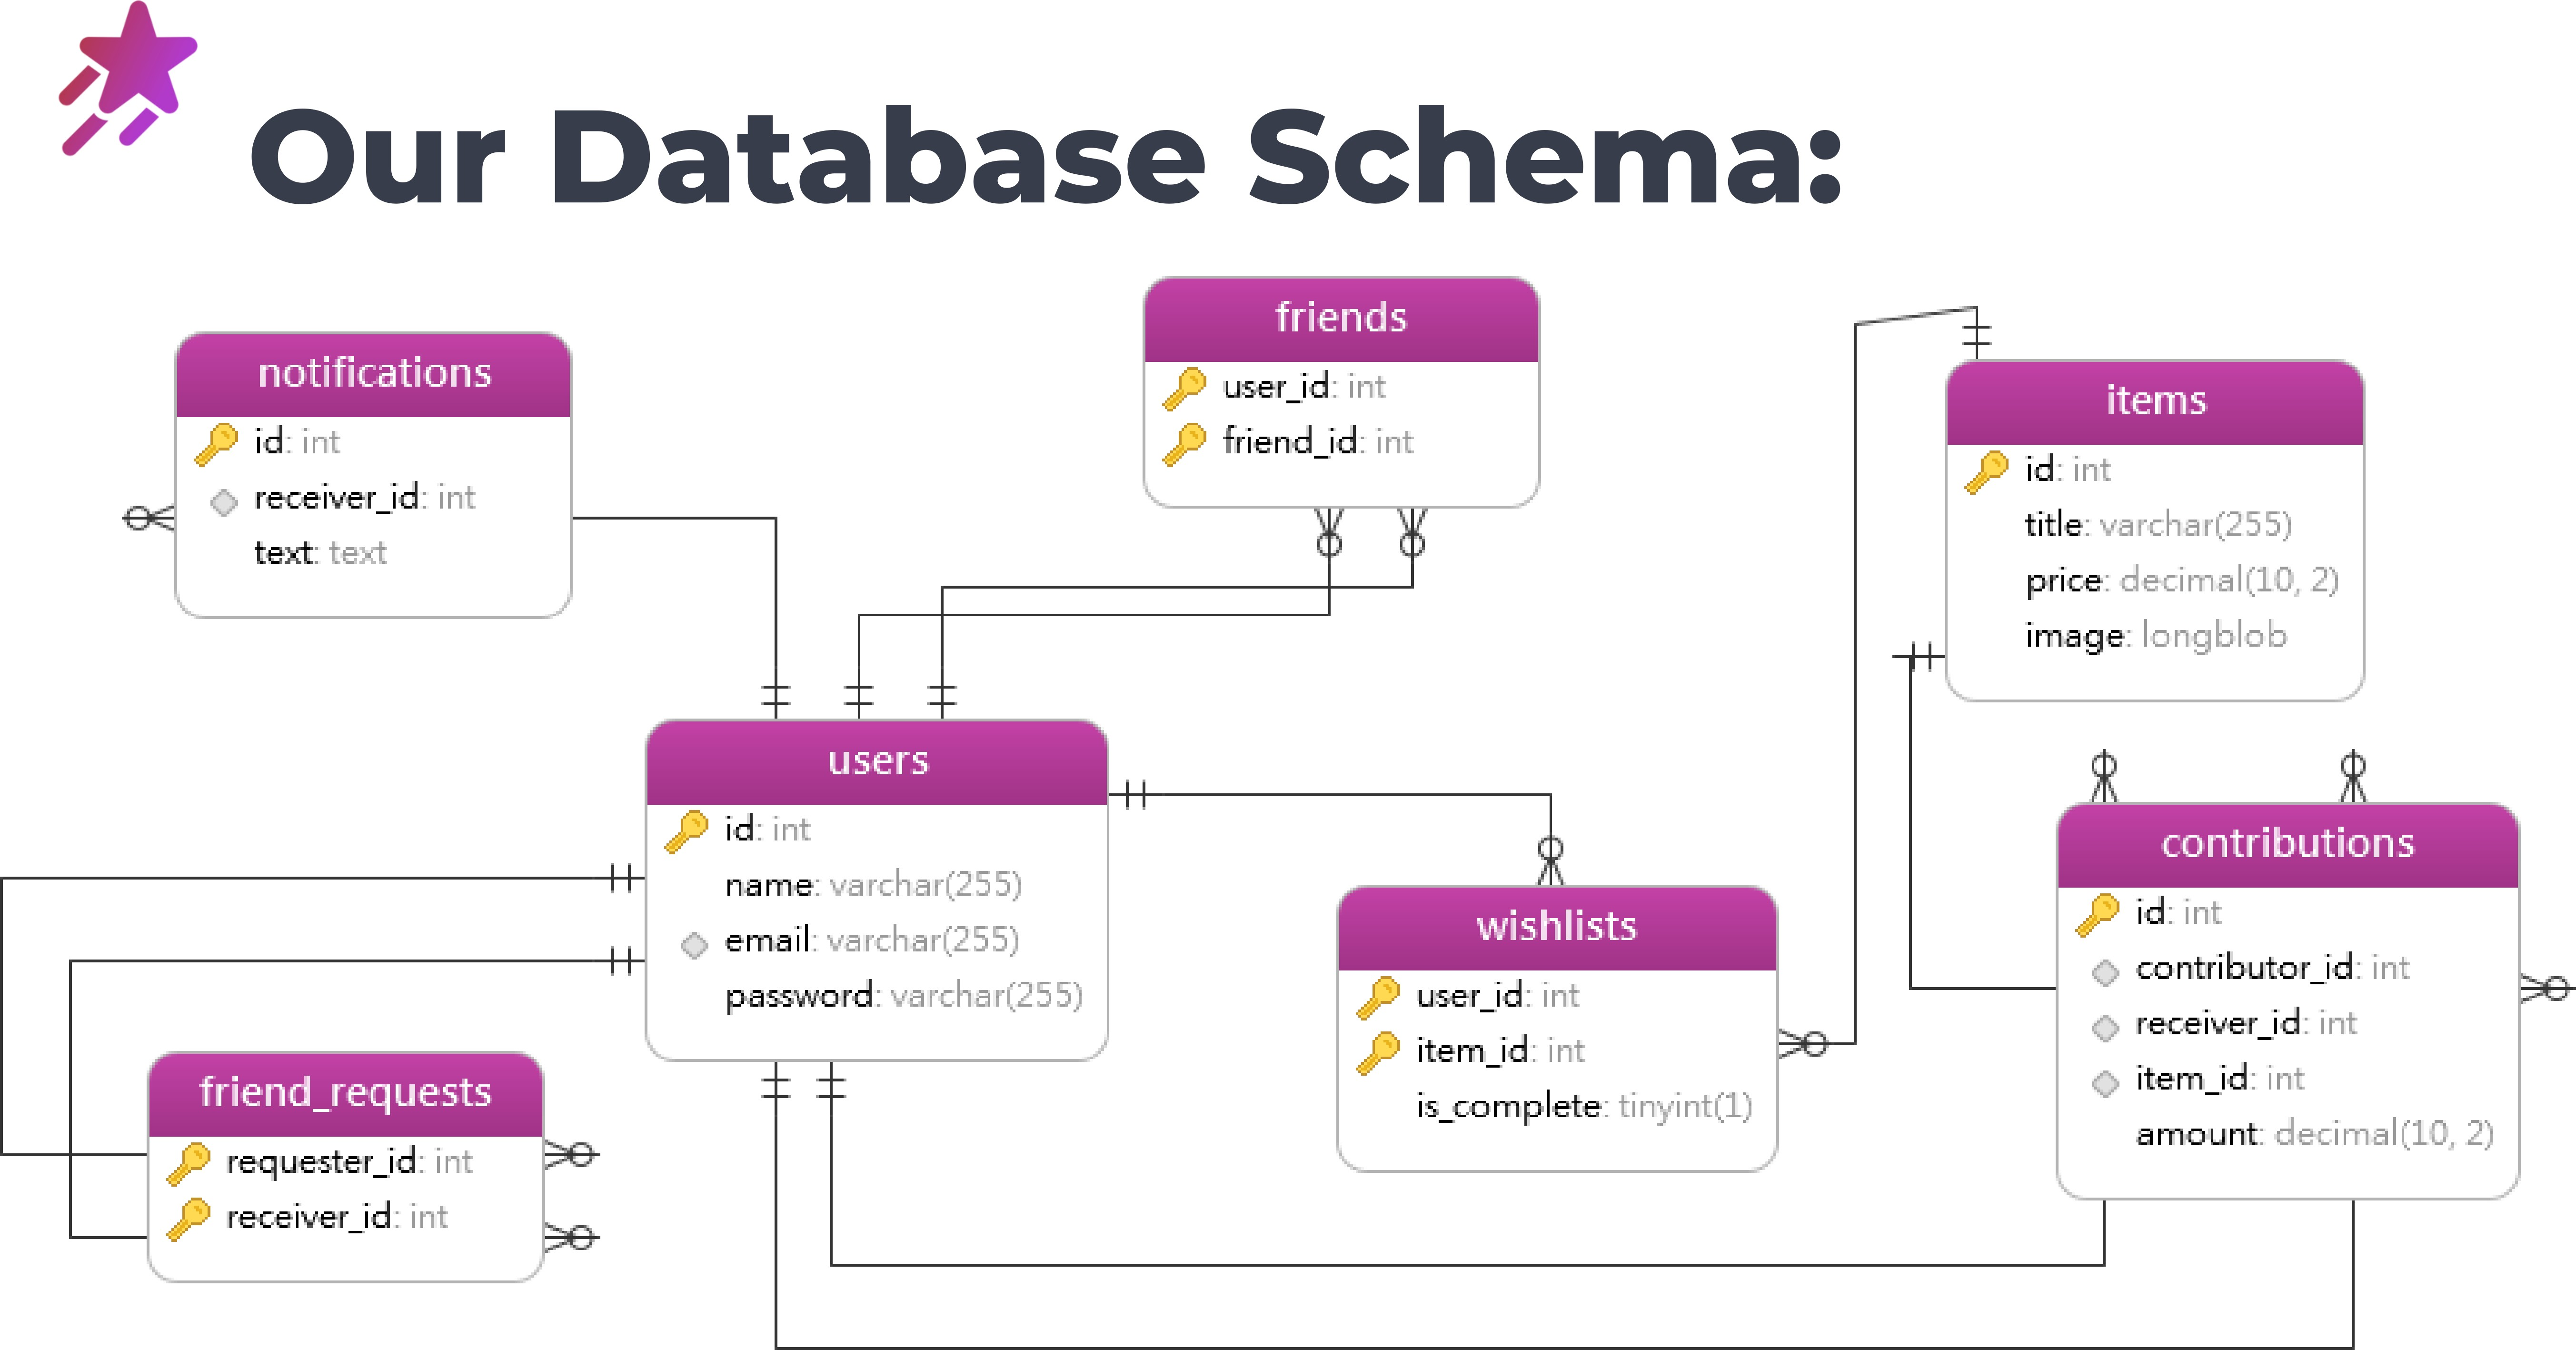 Our Database Schema:
notifications
id: int
receiver_id: int
text: text
friends
user_id: int
friend_id: int
items
id: int
title: varchar(255)
price: decimal(10, 2)
image: longblob
users
id: int
name: varchar(255)
email: varchar(255)
password: varchar(255)
friend_requests
requester_id: int
receiver_id: int
wishlists
user_id: int
item_id: int
is_complete: tinyint(1)
contributions
id: int
contributor_id: int
receiver_id: int
item_id: int
amount: decimal(10, 2)